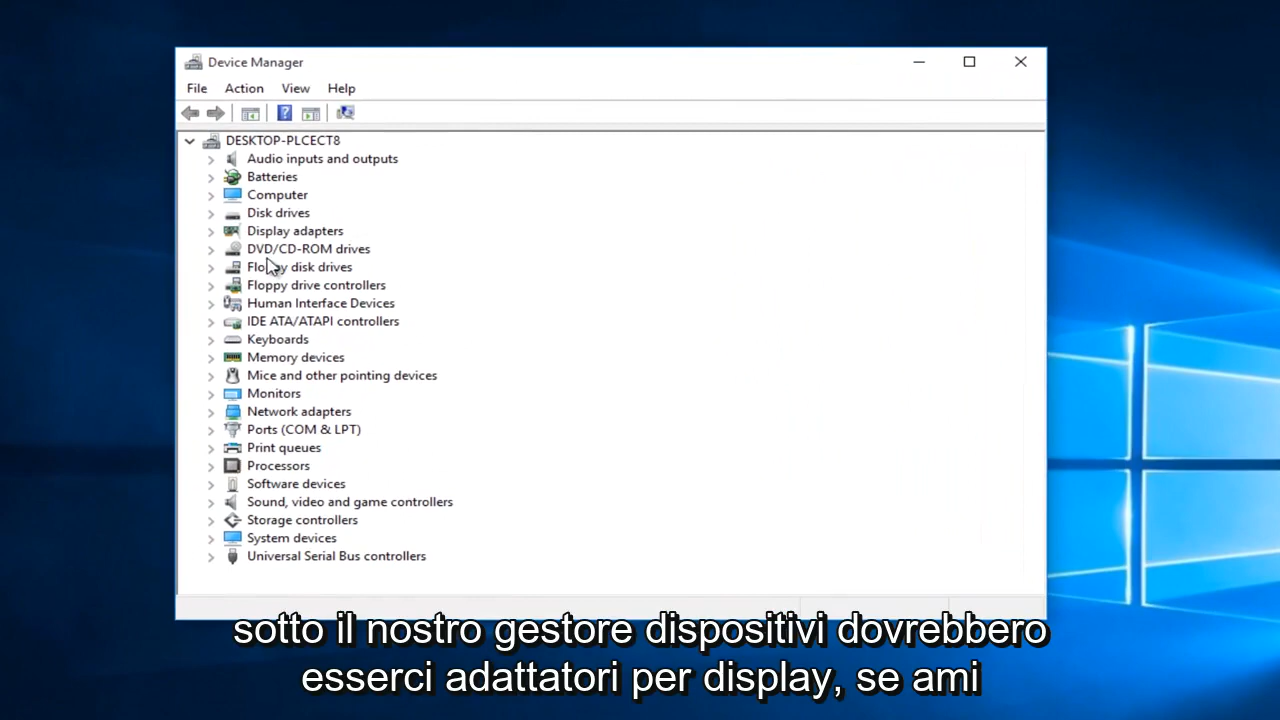 Device Manager
File Action View Help
DESKTOP-PLCECT8
Audio inputs and outputs
Batteries
Computer
Disk drives
Display adapters
DVD/CD-ROM drives
Floppy disk drives
Floppy drive controllers
Human Interface Devices
IDE ATA/ATAPI controllers
Keyboards
Memory devices
Mice and other pointing devices
Monitors
Network adapters
Ports (COM & LPT)
Print queues
Processors
Software devices
Sound, video and game controllers
Storage controllers
System devices
Universal Serial Bus controllers
sotto il nostro gestore dispositivi dovrebbero
esserci adattatori per display, se ami